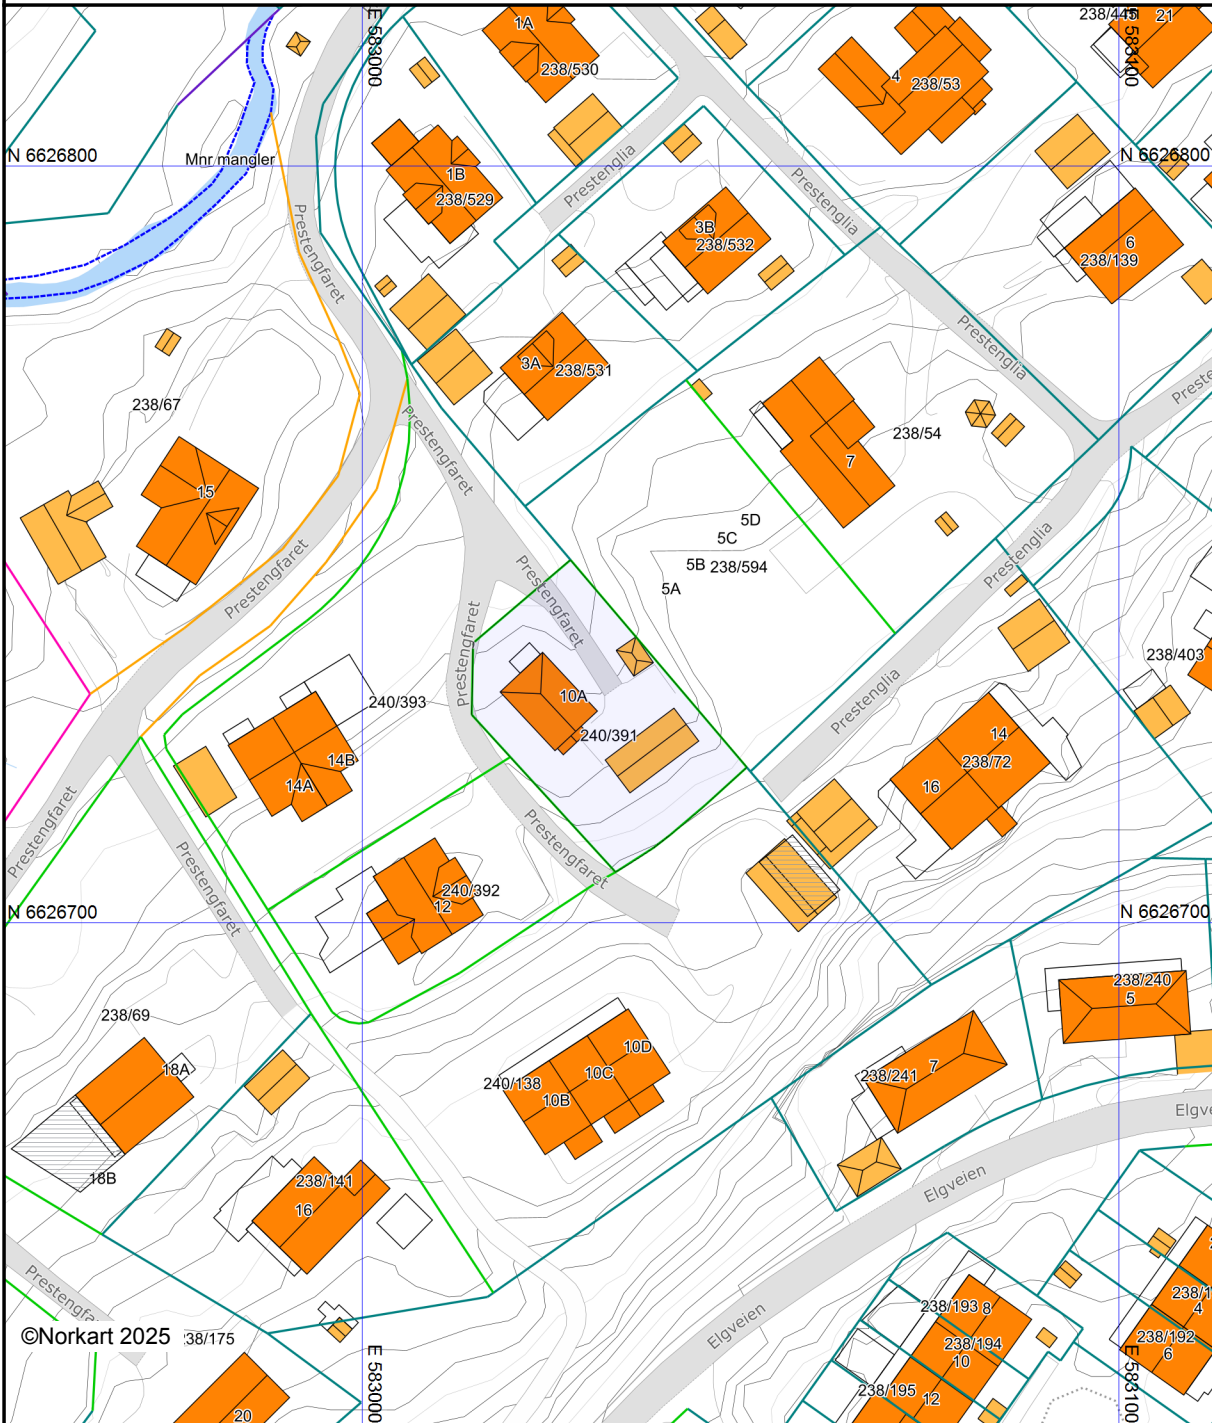 E 583000
1A
238/530
4
238/53
238/445
21
E 583100
N 6626800
Mnr mangler
Prestenglia
N 6626800
1B
238/529
Prestenglia
3B
238/532
6
238/139
Prestengfaret
Prestenglia
3A
238/531
Prestengfaret
238/67
238/54
7
15
5D
5C
5B
238/594
5A
Prestengfaret
Prestengfaret
Prestengfaret
Prestenglia
238/403
Prestenglia
10A
240/391
240/393
14B
14A
14
238/72
16
Prestengfaret
Prestengfaret
Prestengfaret
240/392
12
N 6626700
N 6626700
238/240
5
238/69
18A
18B
10D
10C
10B
240/138
238/241
7
Elgveien
238/141
16
Elgveien
238/193
8
238/194
10
238/195
12
4
238/192
6
©Norkart 2025
20
E 583000
E 583100